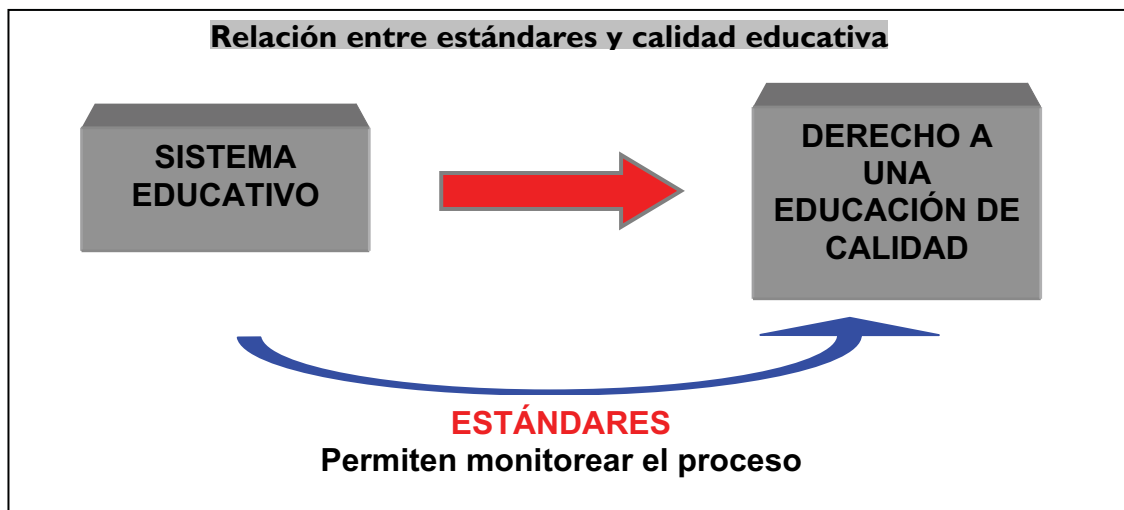 Relación entre estándares y calidad educativa
SISTEMA
EDUCATIVO
DERECHO A
UNA
EDUCACIÓN DE
CALIDAD
ESTÁNDARES
Permiten monitorear el proceso